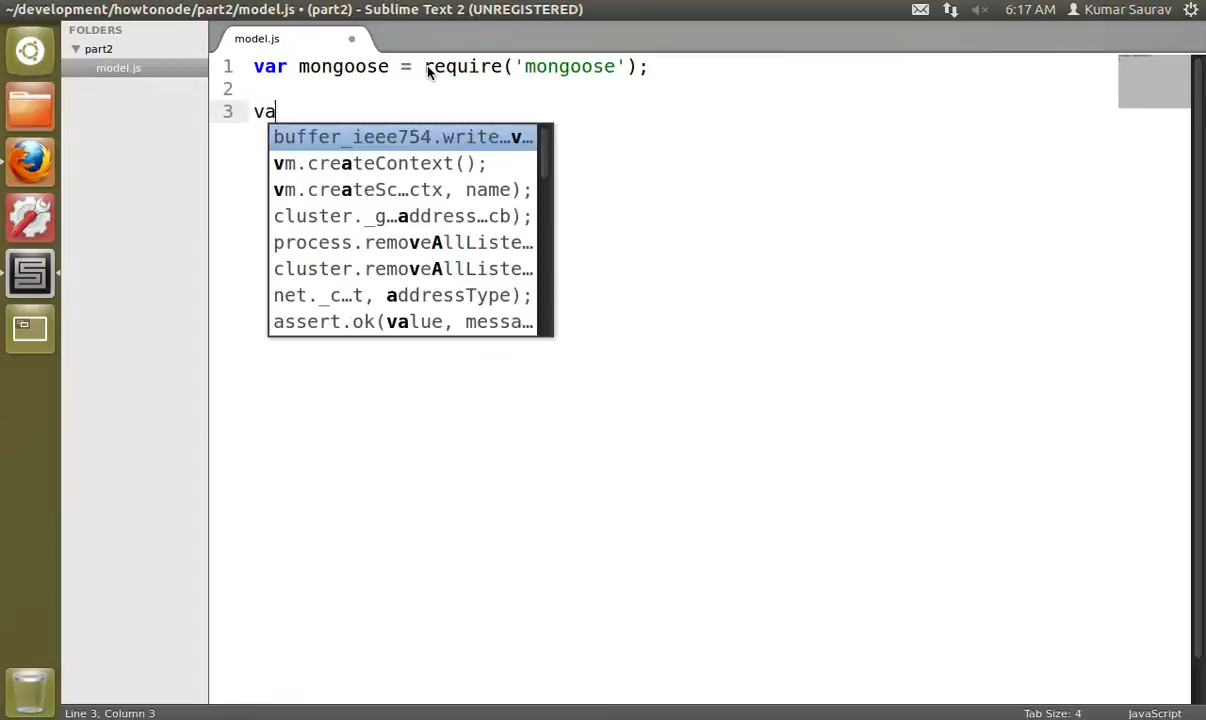 ~/development/howtonode/part2/model.js • (part2) - Sublime Text 2 (UNREGISTERED)
6:17 AM
Kumar Saurav
FOLDERS
part2
model.js
model.js
1 var mongoose = require('mongoose');
2
3 va
buffer_ieee754.write…v…
vm.createContext();
vm.createSc…ctx, name);
cluster._g…address…cb);
process.removeAllListe…
cluster.removeAllListe…
net._c…t, addressType);
assert.ok(value, messa…
Line 3, Column 3
Tab Size: 4
JavaScript